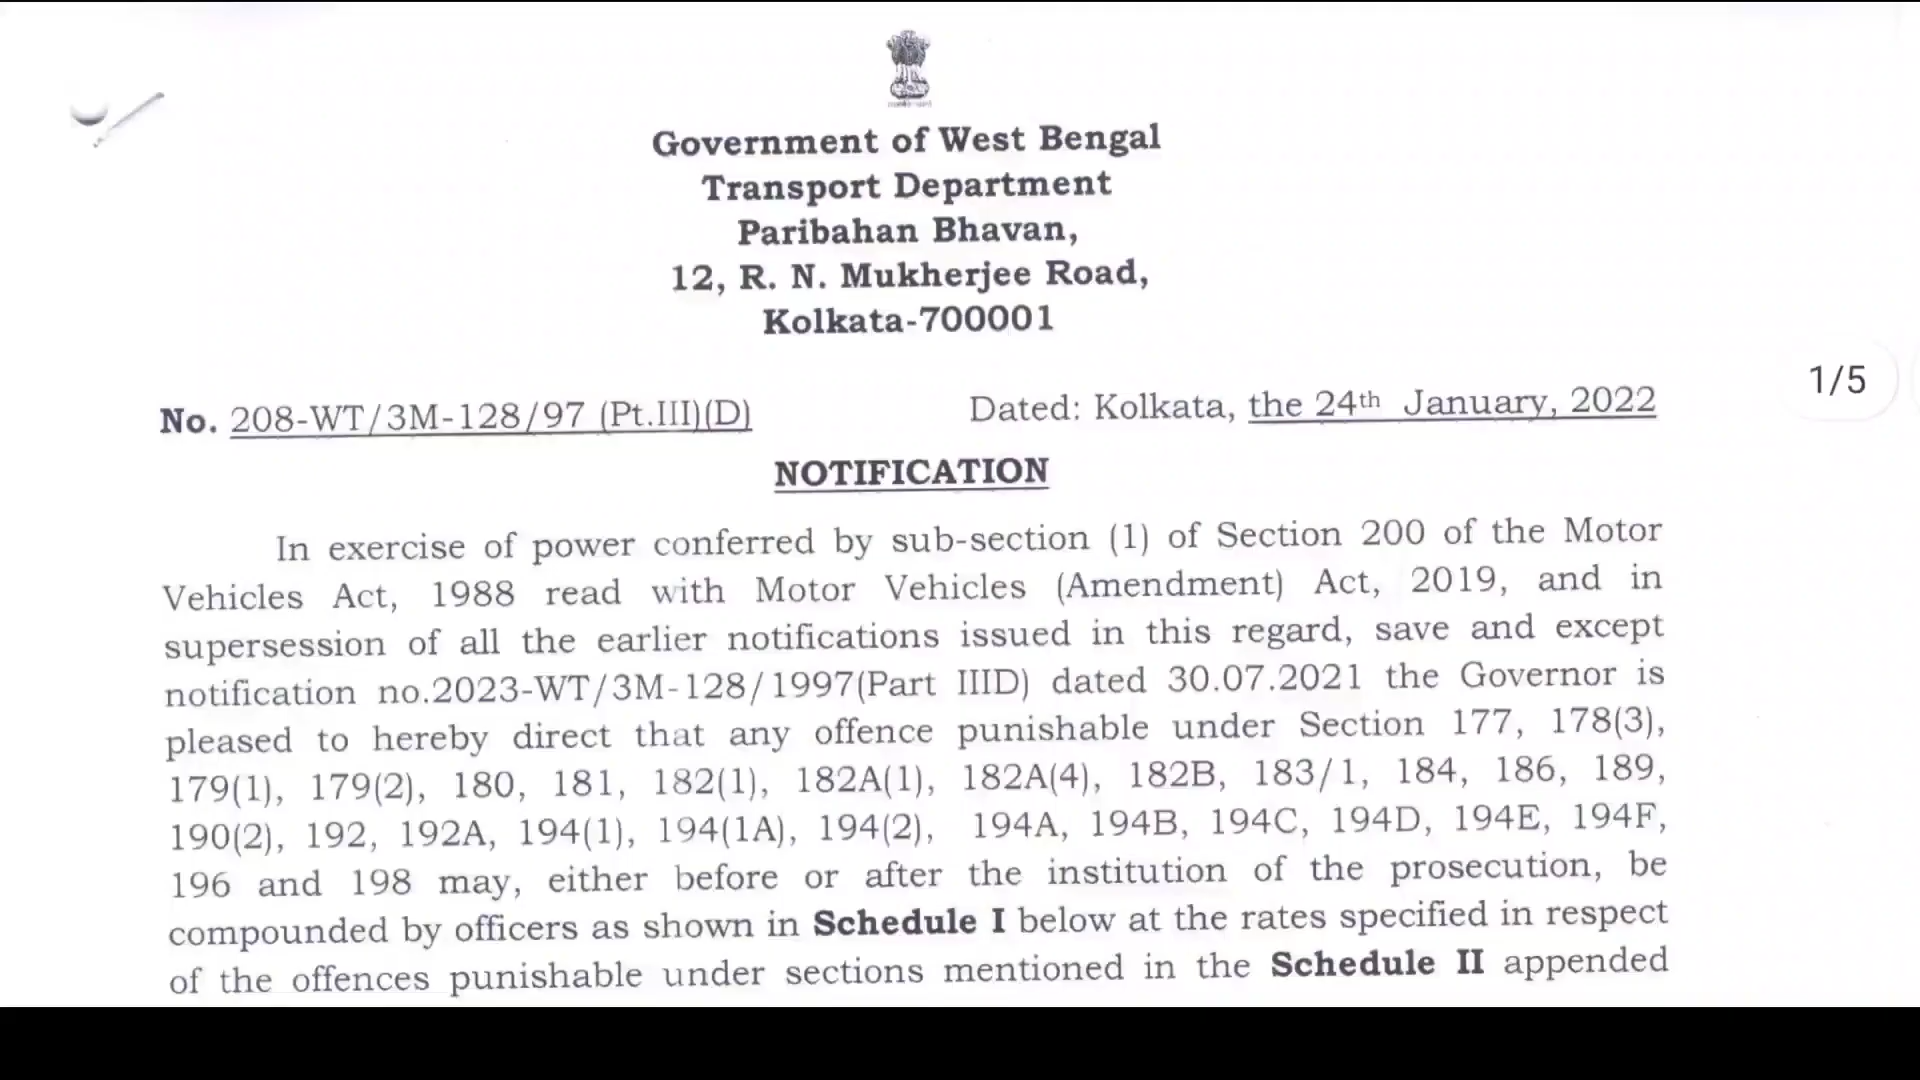 Government of West Bengal
Transport Department
Paribahan Bhavan,
12, R. N. Mukherjee Road,
Kolkata-700001
1/5
No. 208-WT/3M-128/97 (Pt.III)(D) Dated: Kolkata, the 24th January, 2022
NOTIFICATION
In exercise of power conferred by sub-section (1) of Section 200 of the Motor
Vehicles Act, 1988 read with Motor Vehicles (Amendment) Act, 2019, and in
supersession of all the earlier notifications issued in this regard, save and except
notification no.2023-WT/3M-128/1997(Part IIID) dated 30.07.2021 the Governor is
pleased to hereby direct that any offence punishable under Section 177, 178(3),
179(1), 179(2), 180, 181, 182(1), 182A(1), 182A(4), 182B, 183/1, 184, 186, 189,
190(2), 192, 192A, 194(1), 194(1A), 194(2), 194A, 194B, 194C, 194D, 194E, 194F,
196 and 198 may, either before or after the institution of the prosecution, be
compounded by officers as shown in Schedule I below at the rates specified in respect
of the offences punishable under sections mentioned in the Schedule II appended